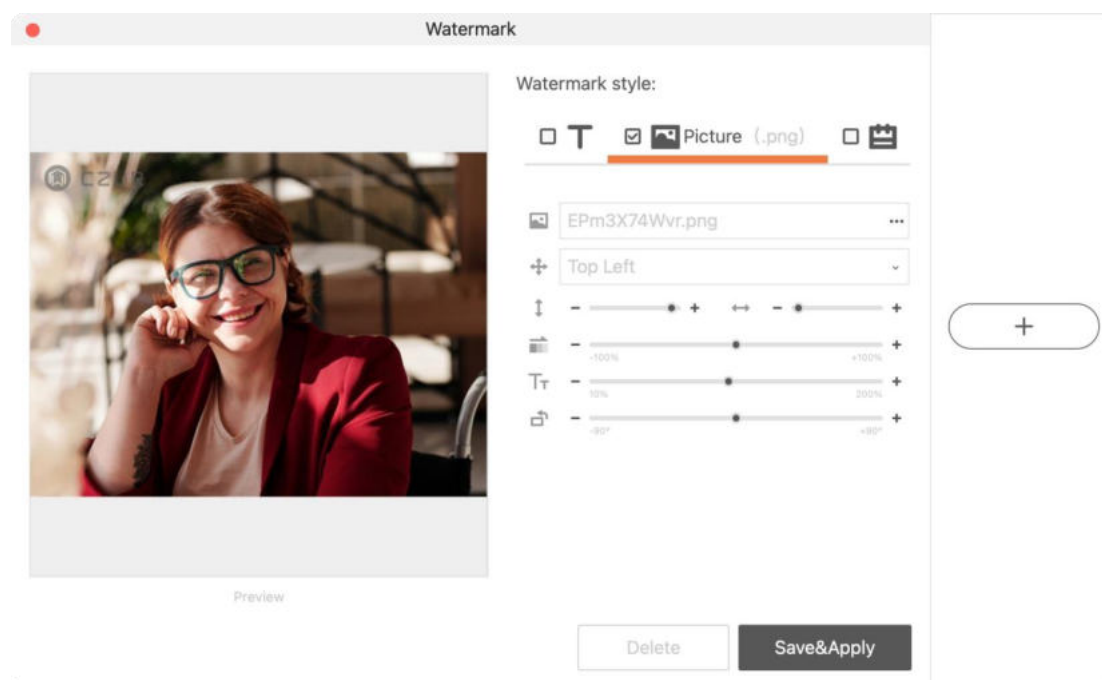 Watermark
Watermark style:
T Picture (.png)
EPm3X74Wvr.png
Top Left
-100% +100%
10% 200%
-90° +90°
Preview
Delete Save&Apply